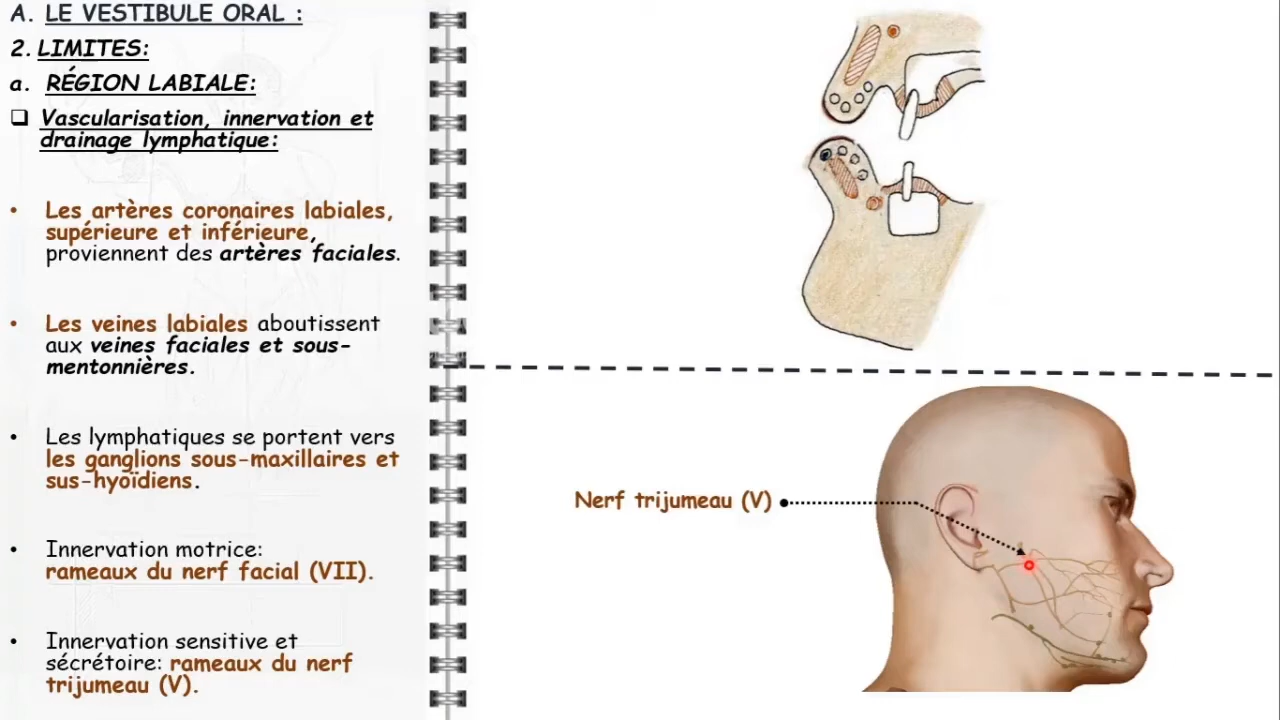 A. LE VESTIBULE ORAL :
2. LIMITES:
a. RÉGION LABIALE:
❑ Vascularisation, innervation et
drainage lymphatique:
• Les artères coronaires labiales,
supérieure et inférieure,
proviennent des artères faciales.
• Les veines labiales aboutissent
aux veines faciales et sous-
mentonnières.
• Les lymphatiques se portent vers
les ganglions sous-maxillaires et
sus-hyoïdiens.
• Innervation motrice:
rameaux du nerf facial (VII).
• Innervation sensitive et
sécrétoire: rameaux du nerf
trijumeau (V).
Nerf trijumeau (V)